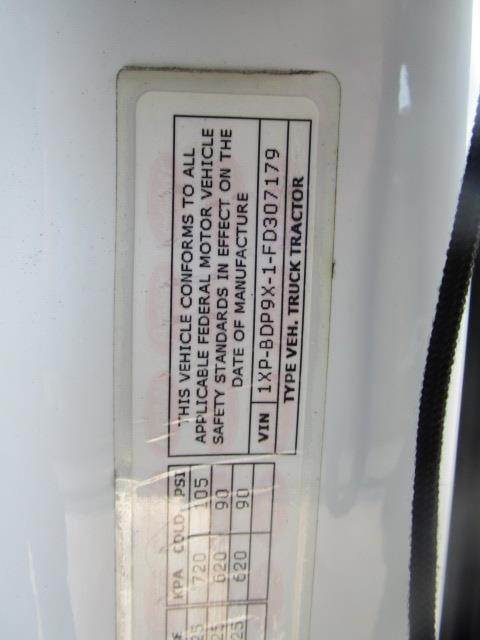 THIS VEHICLE CONFORMS TO ALL
APPLICABLE FEDERAL MOTOR VEHICLE
SAFETY STANDARDS IN EFFECT ON THE
DATE OF MANUFACTURE
VIN 1XP-BDP9X-1-FD307179
TYPE VEH. TRUCK TRACTOR
KPA COLD PSI
720 105
620 90
620 90